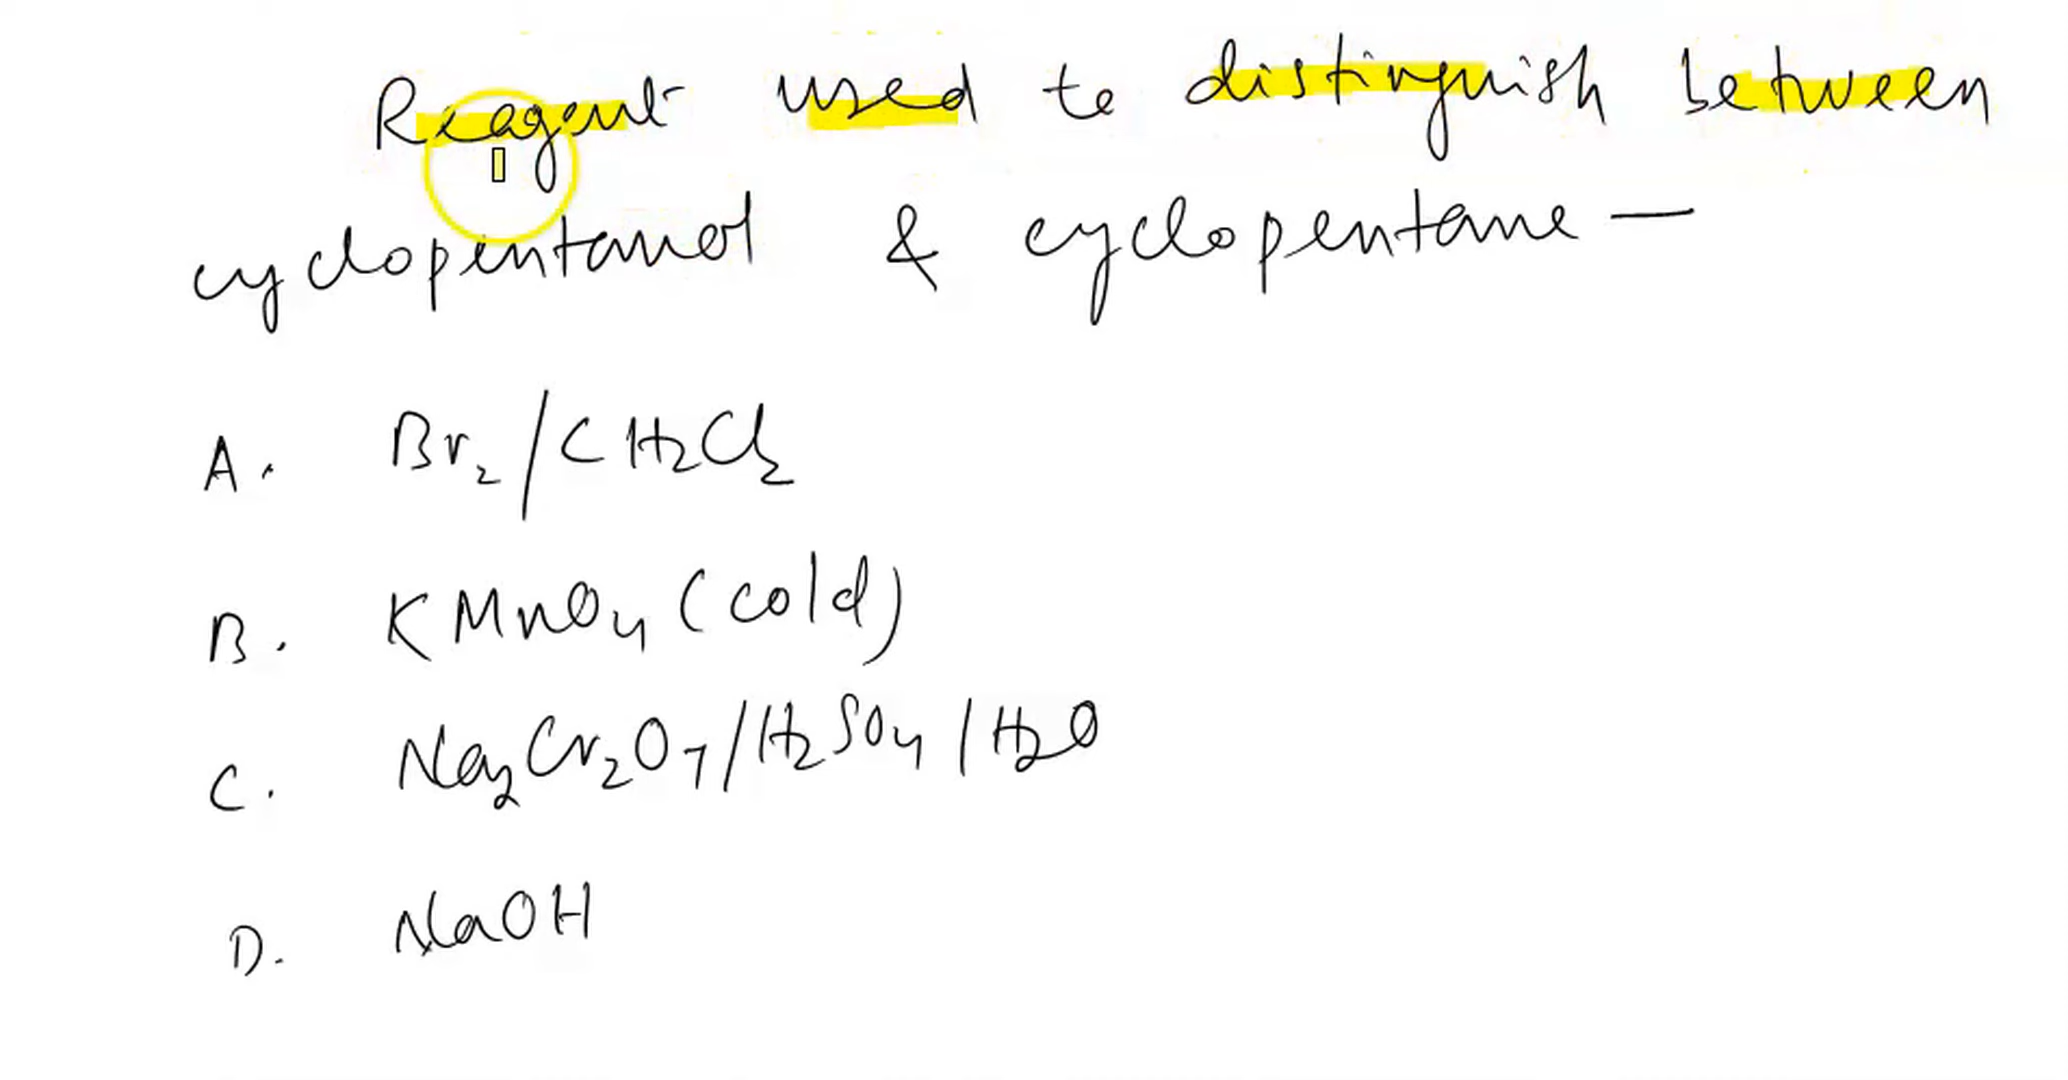 Reagent used to distinguish between
cyclopentanol & cyclopentane —
A. Br₂/CH₂Cl₂
B. KMnO₄ (cold)
C. Na₂Cr₂O₇/H₂SO₄/H₂O
D. NaOH